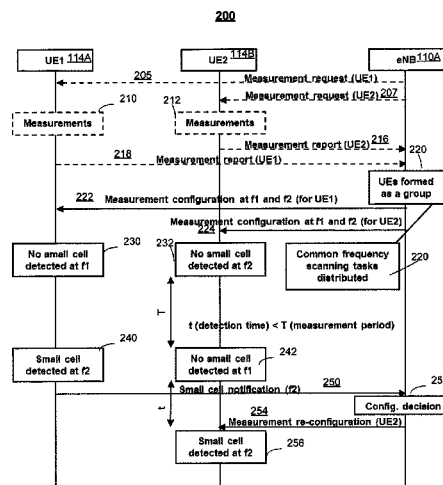 200
UE1 114A
UE2 114B
eNB 110A
205
Measurement request (UE1)
Measurement request (UE2) 207
210
212
Measurements
Measurements
Measurement report (UE2) 216
220
218
Measurement report (UE1)
UEs formed
as a group
222 Measurement configuration at f1 and f2 (for UE1)
Measurement configuration at f1 and f2 (for UE2)
224
230
232
No small cell
detected at f1
No small cell
detected at f2
Common frequency
scanning tasks
distributed
220
T
t (detection time) < T (measurement period)
240
242
Small cell
detected at f2
No small cell
detected at f1
250
Small cell notification (f2)
t
Config. decision
254
Measurement re-configuration (UE2)
Small cell
detected at f2